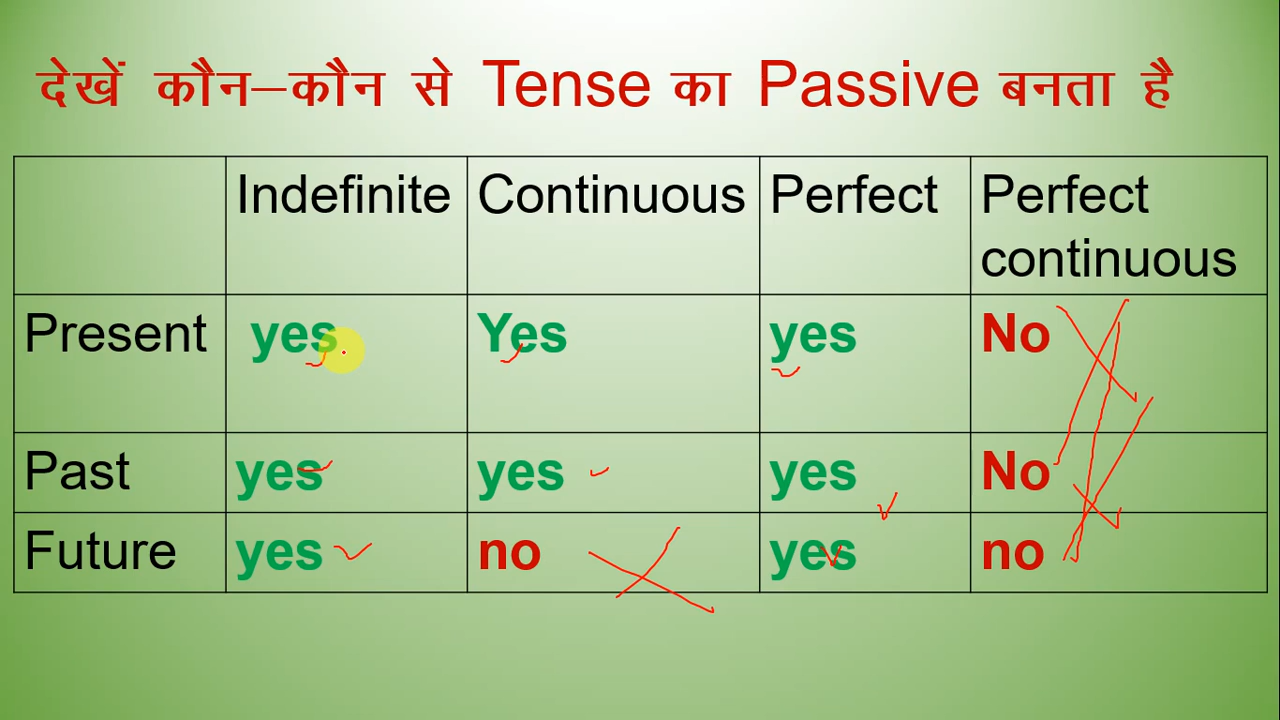 देखें कौन–कौन से Tense का Passive बनता है
Indefinite Continuous Perfect Perfect continuous
Present yes Yes yes No
Past yes yes yes No
Future yes no yes no